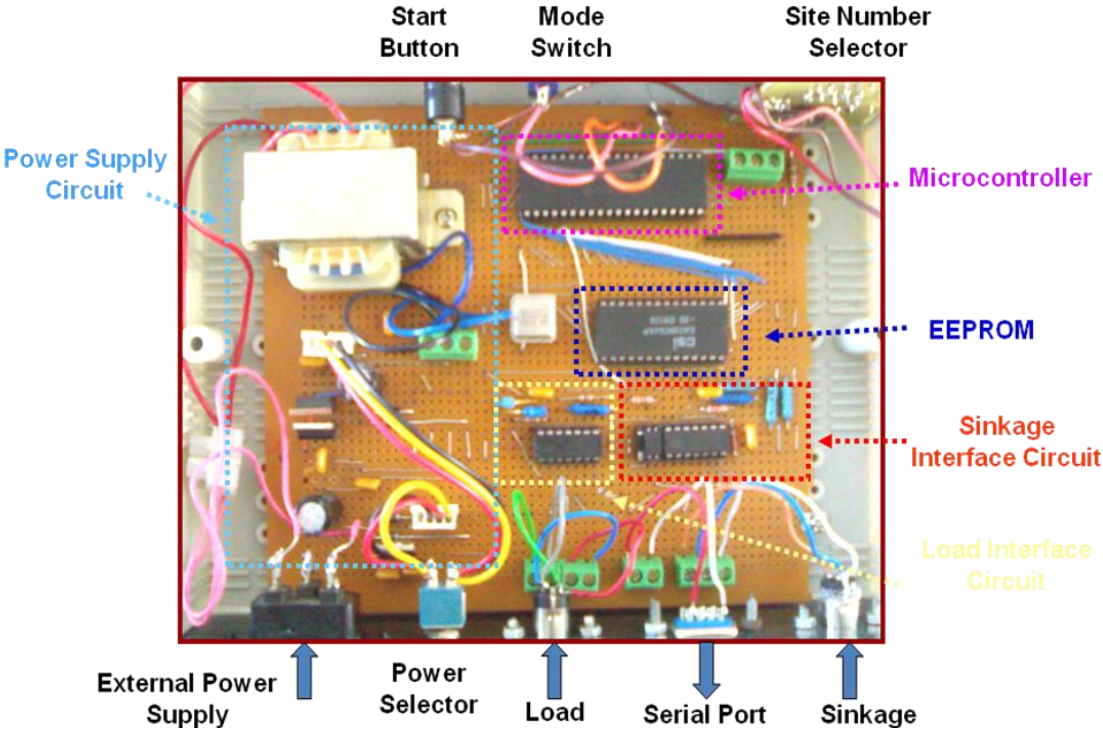 Start
Button
Mode
Switch
Site Number
Selector
Power Supply
Circuit
Microcontroller
EEPROM
CSI
Sinkage
Interface Circuit
Load Interface
Circuit
External Power
Supply
Power
Selector
Load
Serial Port
Sinkage